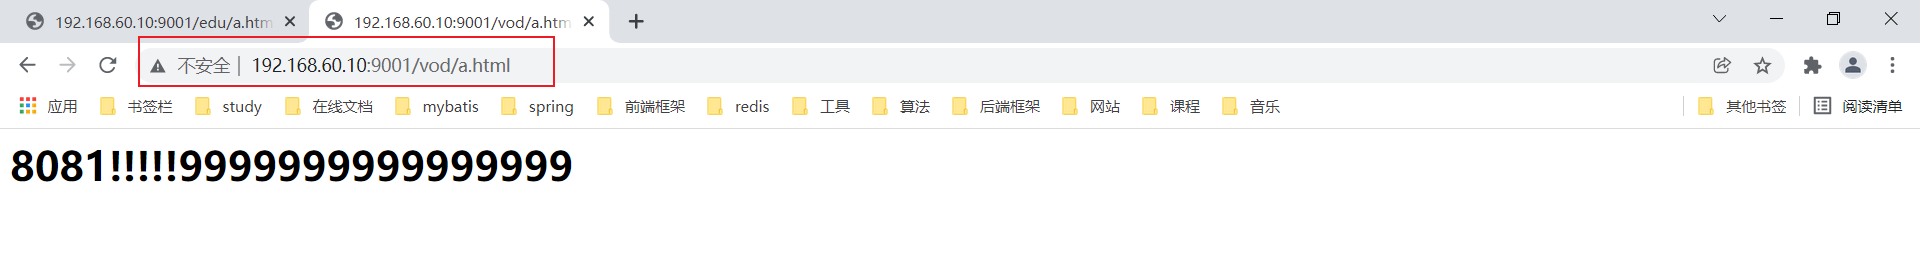 192.168.60.10:9001/edu/a.htm
192.168.60.10:9001/vod/a.htm
不安全 | 192.168.60.10:9001/vod/a.html
应用 书签栏 study 在线文档 mybatis spring 前端框架 redis 工具 算法 后端框架 网站 课程 音乐 其他书签 阅读清单
8081!!!!!9999999999999999